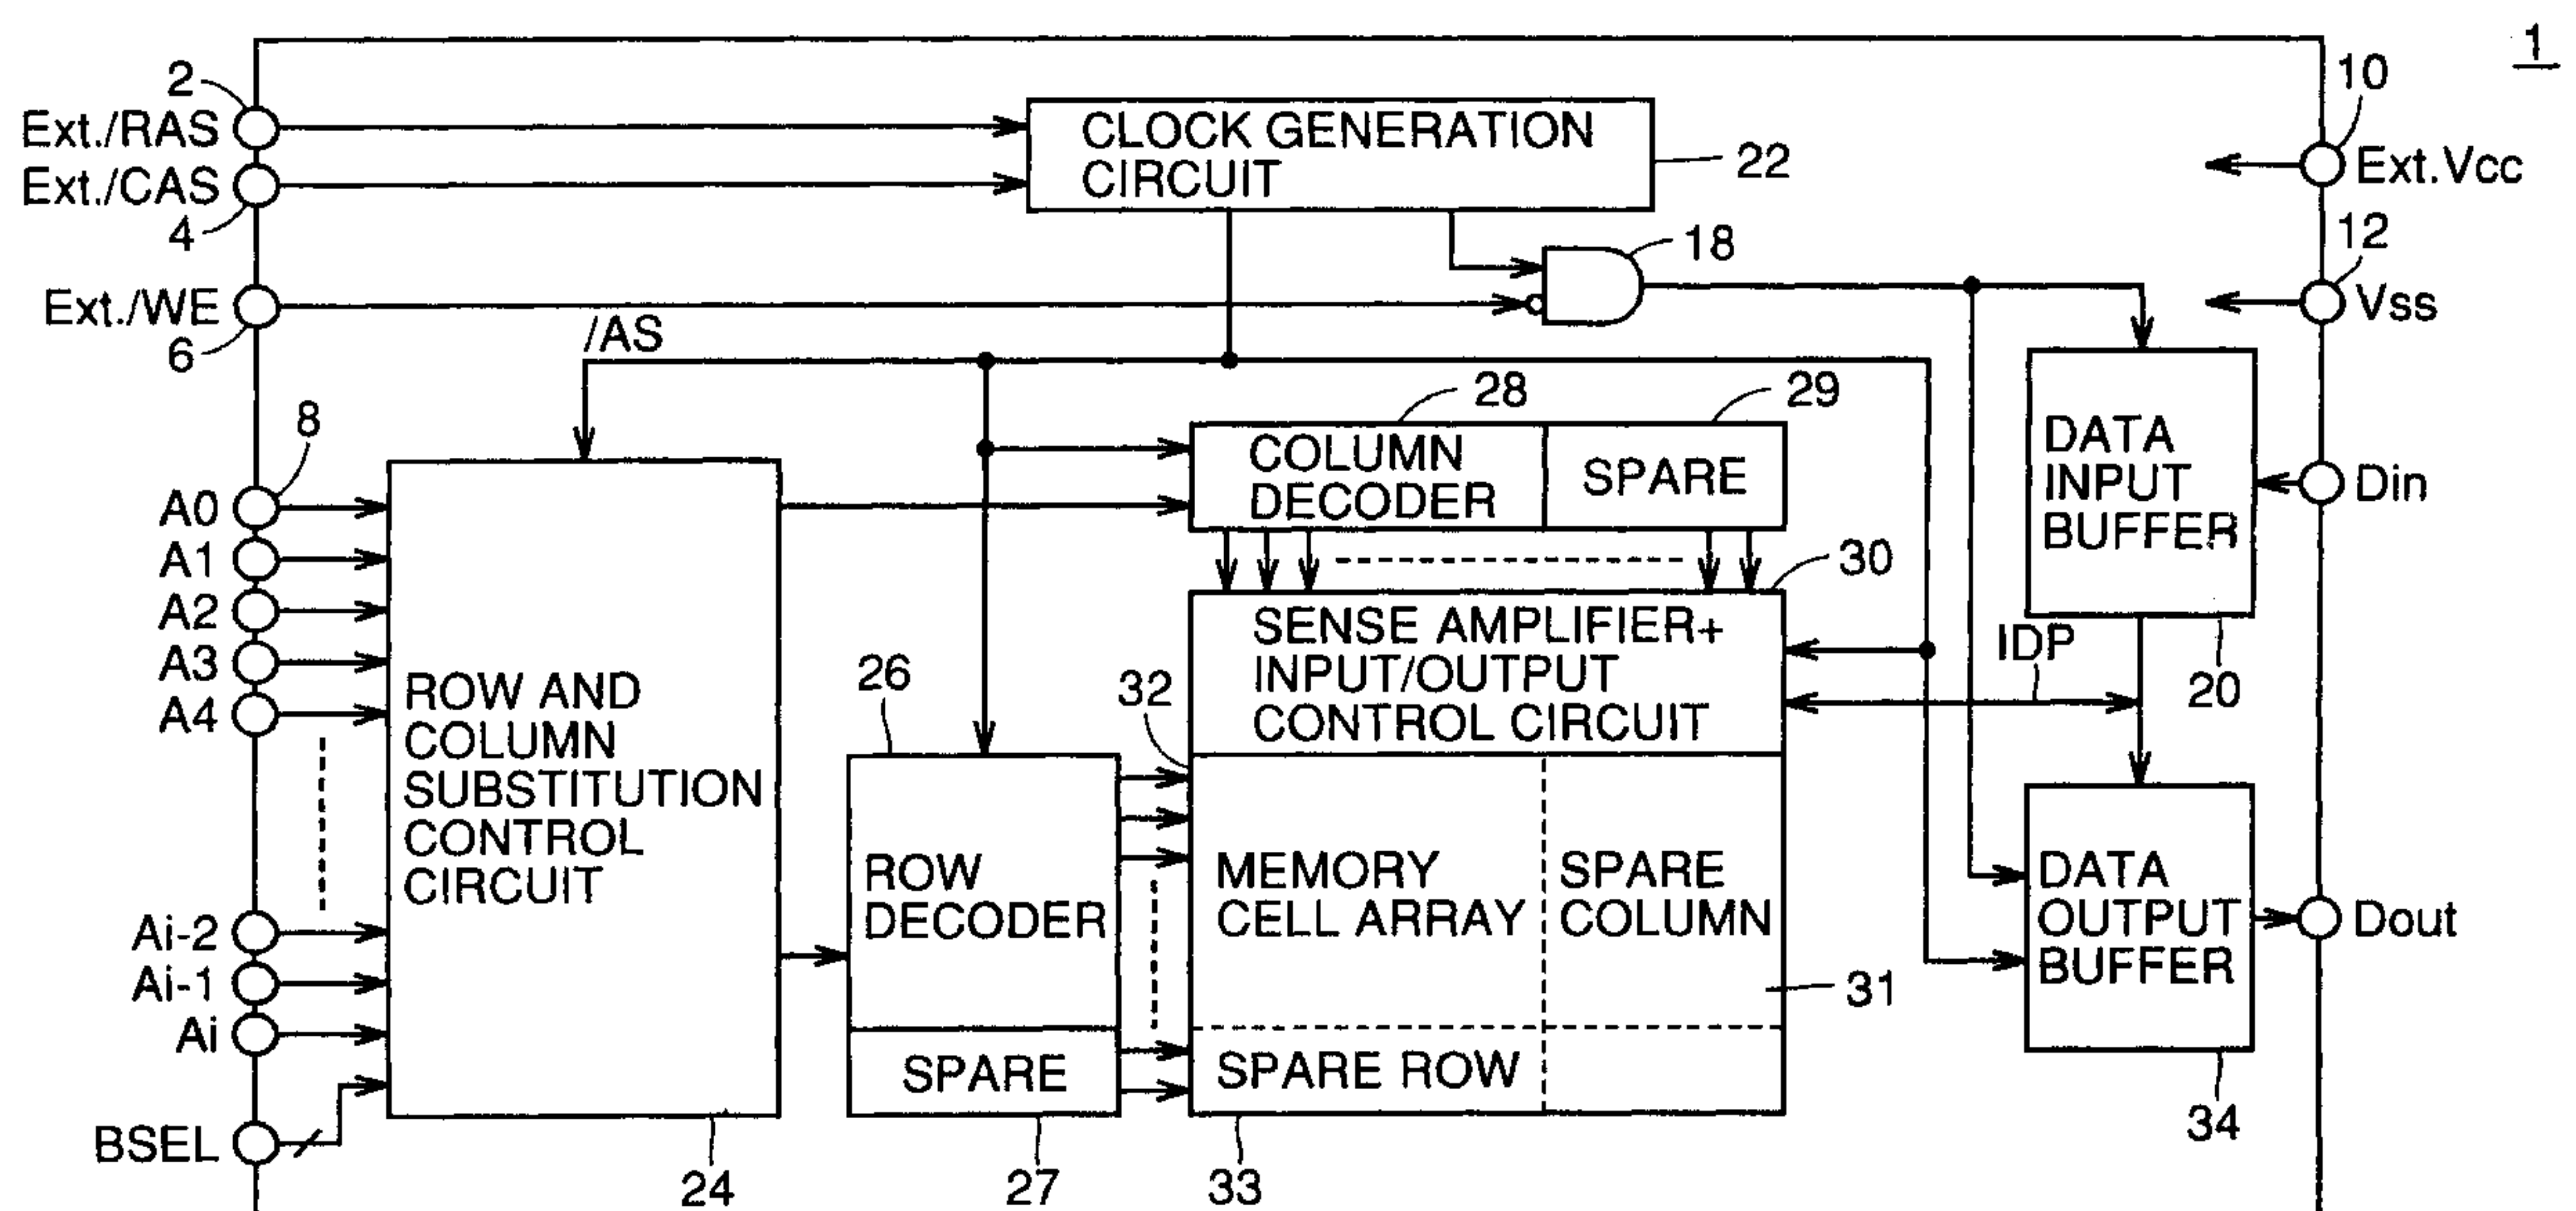 1
2
10
Ext./RAS
CLOCK GENERATION
CIRCUIT
22
Ext.Vcc
Ext./CAS
4
18
12
Ext./WE
Vss
6
/AS
8
28
29
COLUMN
DECODER
SPARE
DATA
INPUT
BUFFER
Din
A0
A1
A2
A3
A4
30
SENSE AMPLIFIER+
INPUT/OUTPUT
CONTROL CIRCUIT
IDP
20
26
32
ROW AND
COLUMN
SUBSTITUTION
CONTROL
CIRCUIT
ROW
DECODER
MEMORY
CELL ARRAY
SPARE
COLUMN
DATA
OUTPUT
BUFFER
Dout
Ai-2
Ai-1
Ai
31
SPARE
SPARE ROW
BSEL
24
27
33
34